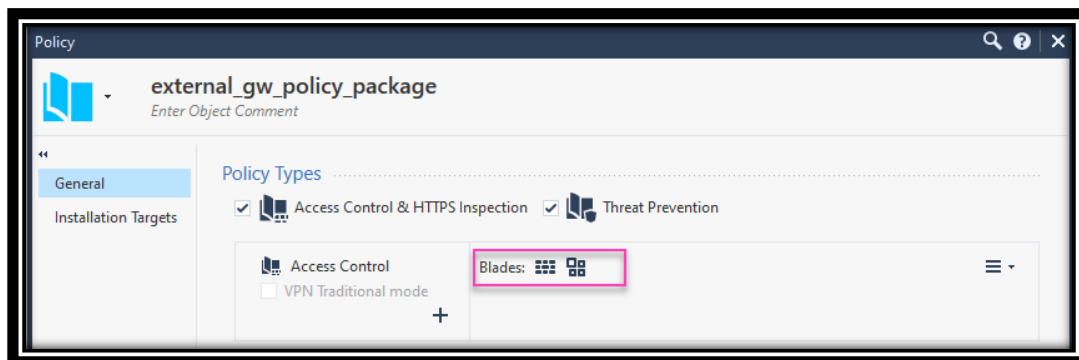 Policy
external_gw_policy_package
Enter Object Comment
General
Installation Targets
Policy Types
Access Control & HTTPS Inspection
Threat Prevention
Access Control
VPN Traditional mode
Blades: